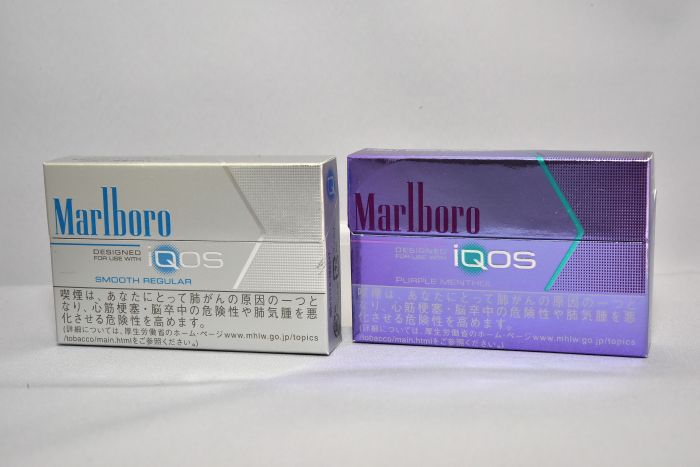 Marlboro
DESIGNED
FOR USE WITH
iQOS
SMOOTH REGULAR
喫煙は、あなたにとって肺がんの原因の一つと
なり、心筋梗塞・脳卒中の危険性や肺気腫を悪
化させる危険性を高めます。
(詳細については、厚生労働省のホーム・ページwww.mhlw.go.jp/topics
/tobacco/main.htmlをご参照ください。)
Marlboro
DESIGNED
FOR USE WITH
iQOS
PURPLE MENTHOL
喫煙は、あなたにとって肺がんの原因の一つと
なり、心筋梗塞・脳卒中の危険性や肺気腫を悪
化させる危険性を高めます。
(詳細については、厚生労働省のホーム・ページwww.mhlw.go.jp/topics
/tobacco/main.htmlをご参照ください。)